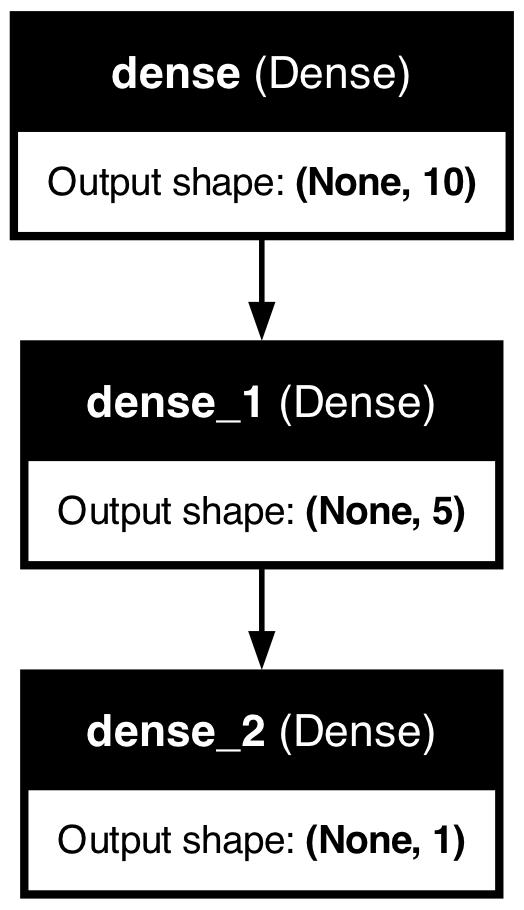 dense (Dense)
Output shape: (None, 10)
dense_1 (Dense)
Output shape: (None, 5)
dense_2 (Dense)
Output shape: (None, 1)